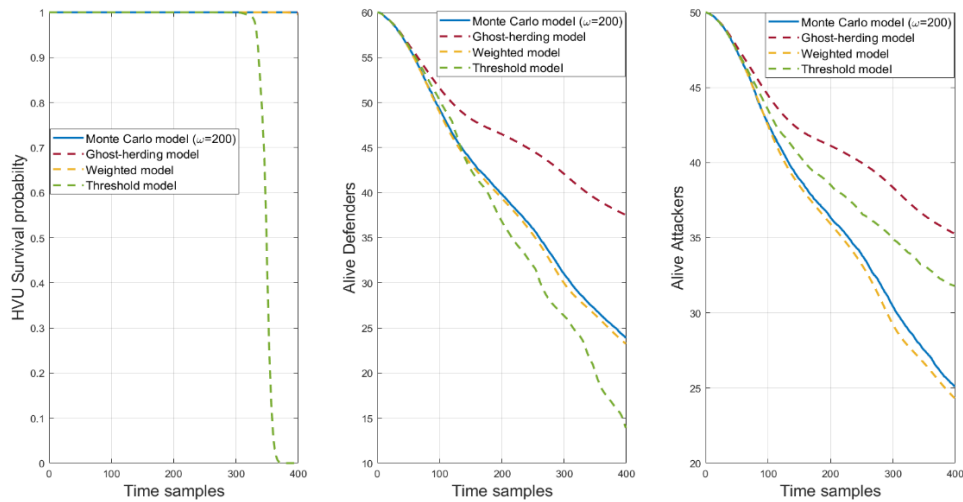 HVU Survival probabilty
1
0.9
0.8
0.7
0.6
0.5
0.4
0.3
0.2
0.1
0
0
100
200
300
400
Time samples
Monte Carlo model (ω=200)
Ghost-herding model
Weighted model
Threshold model
Alive Defenders
60
55
50
45
40
35
30
25
20
15
10
0
100
200
300
400
Time samples
Monte Carlo model (ω=200)
Ghost-herding model
Weighted model
Threshold model
Alive Attackers
50
45
40
35
30
25
20
0
100
200
300
400
Time samples
Monte Carlo model (ω=200)
Ghost-herding model
Weighted model
Threshold model